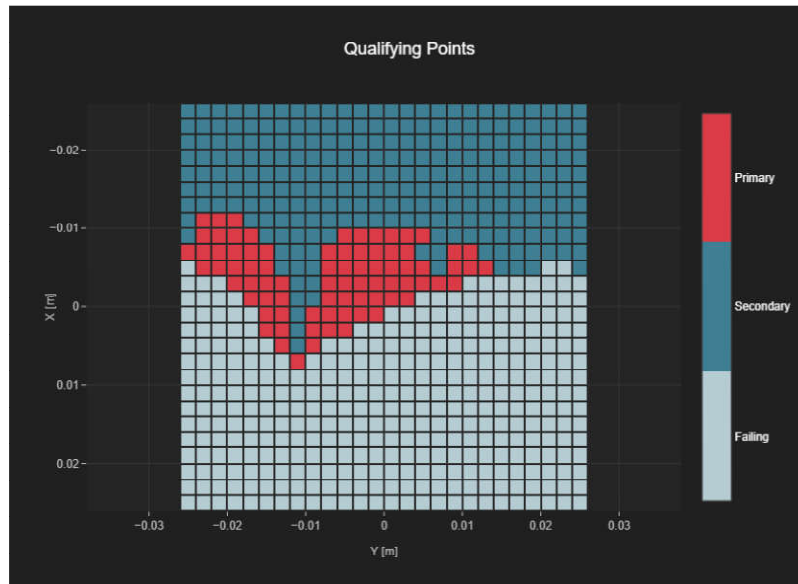 Qualifying Points
−0.02
−0.01
0
0.01
0.02
X [m]
−0.03
−0.02
−0.01
0
0.01
0.02
0.03
Y [m]
Primary
Secondary
Failing